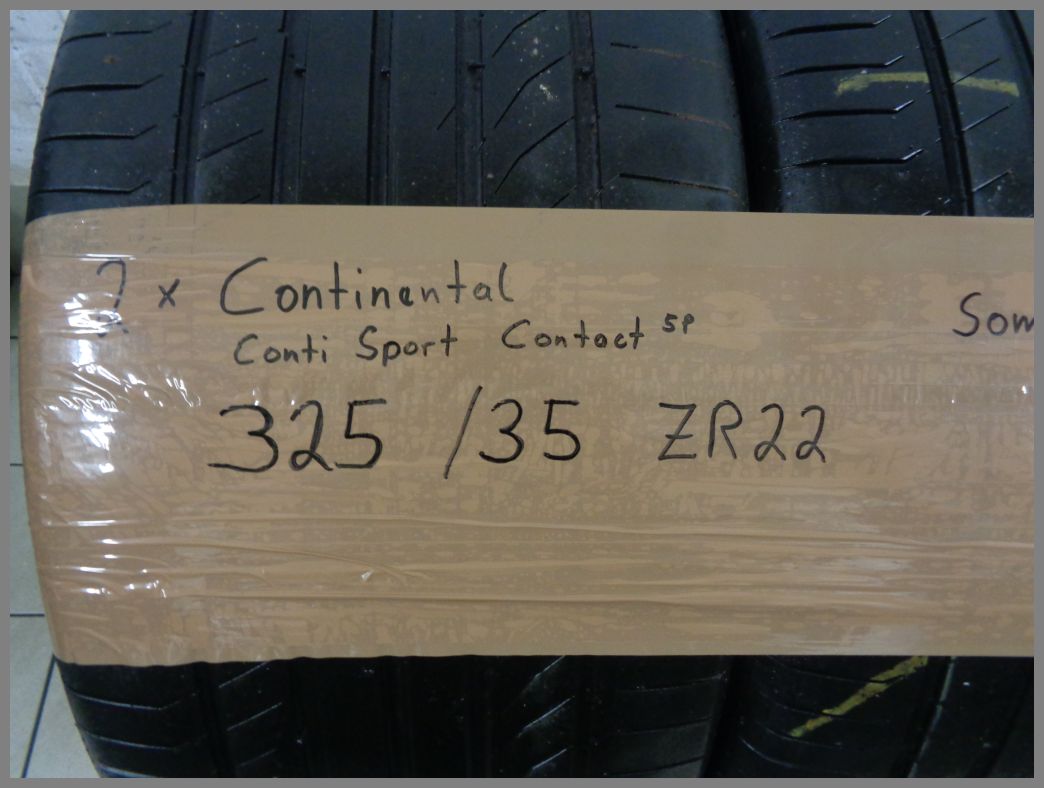 2 x Continental
Conti Sport Contact 5P
325 /35 ZR22
Som